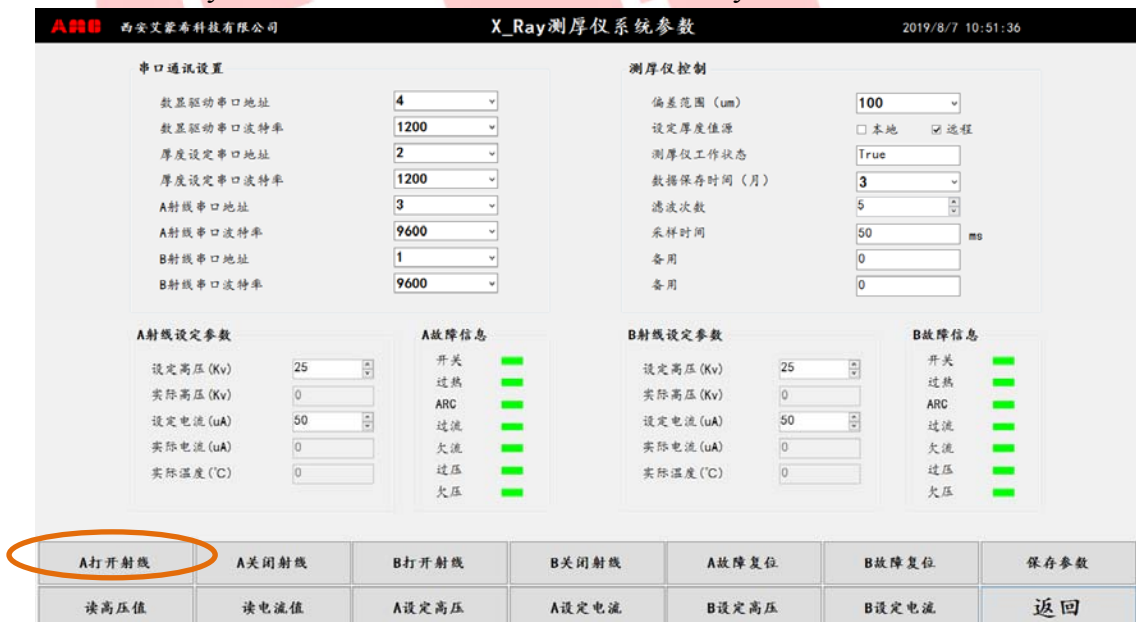 AMC 西安艾蒙希科技有限公司 X_Ray测厚仪系统参数 2019/8/7 10:51:36
串口通讯设置
数显驱动串口地址 4
数显驱动串口波特率 1200
厚度设定串口地址 2
厚度设定串口波特率 1200
A射线串口地址 3
A射线串口波特率 9600
B射线串口地址 1
B射线串口波特率 9600
测厚仪控制
偏差范围 (um) 100
设定厚度值源 本地 远程
测厚仪工作状态 True
数据保存时间 (月) 3
滤波次数 5
采样时间 50 ms
备用 0
备用 0
A射线设定参数
设定高压(Kv) 25
实际高压(Kv) 0
设定电流(uA) 50
实际电流(uA) 0
实际温度(℃) 0
A故障信息
开关
过热
ARC
过流
欠流
过压
欠压
B射线设定参数
设定高压(Kv) 25
实际高压(Kv) 0
设定电流(uA) 50
实际电流(uA) 0
实际温度(℃) 0
B故障信息
开关
过热
ARC
过流
欠流
过压
欠压
A打开射线 A关闭射线 B打开射线 B关闭射线 A故障复位 B故障复位 保存参数
读高压值 读电流值 A设定高压 A设定电流 B设定高压 B设定电流 返回